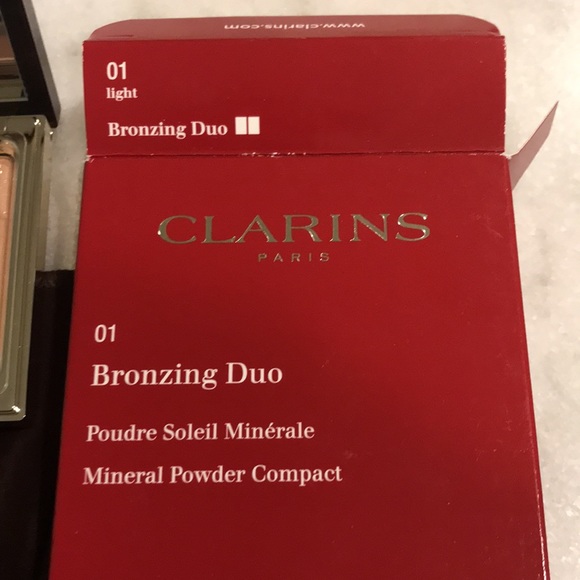 www.clarins.com
01
light
Bronzing Duo
CLARINS
PARIS
01
Bronzing Duo
Poudre Soleil Minérale
Mineral Powder Compact